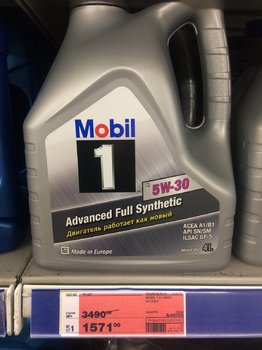 Mobil
1
5W-30
Advanced Full Synthetic
Двигатель работает как новый
ACEA A1/B1
API SN/SM
ILSAC GF-5
Made in Europe
4L
3490
1571 00